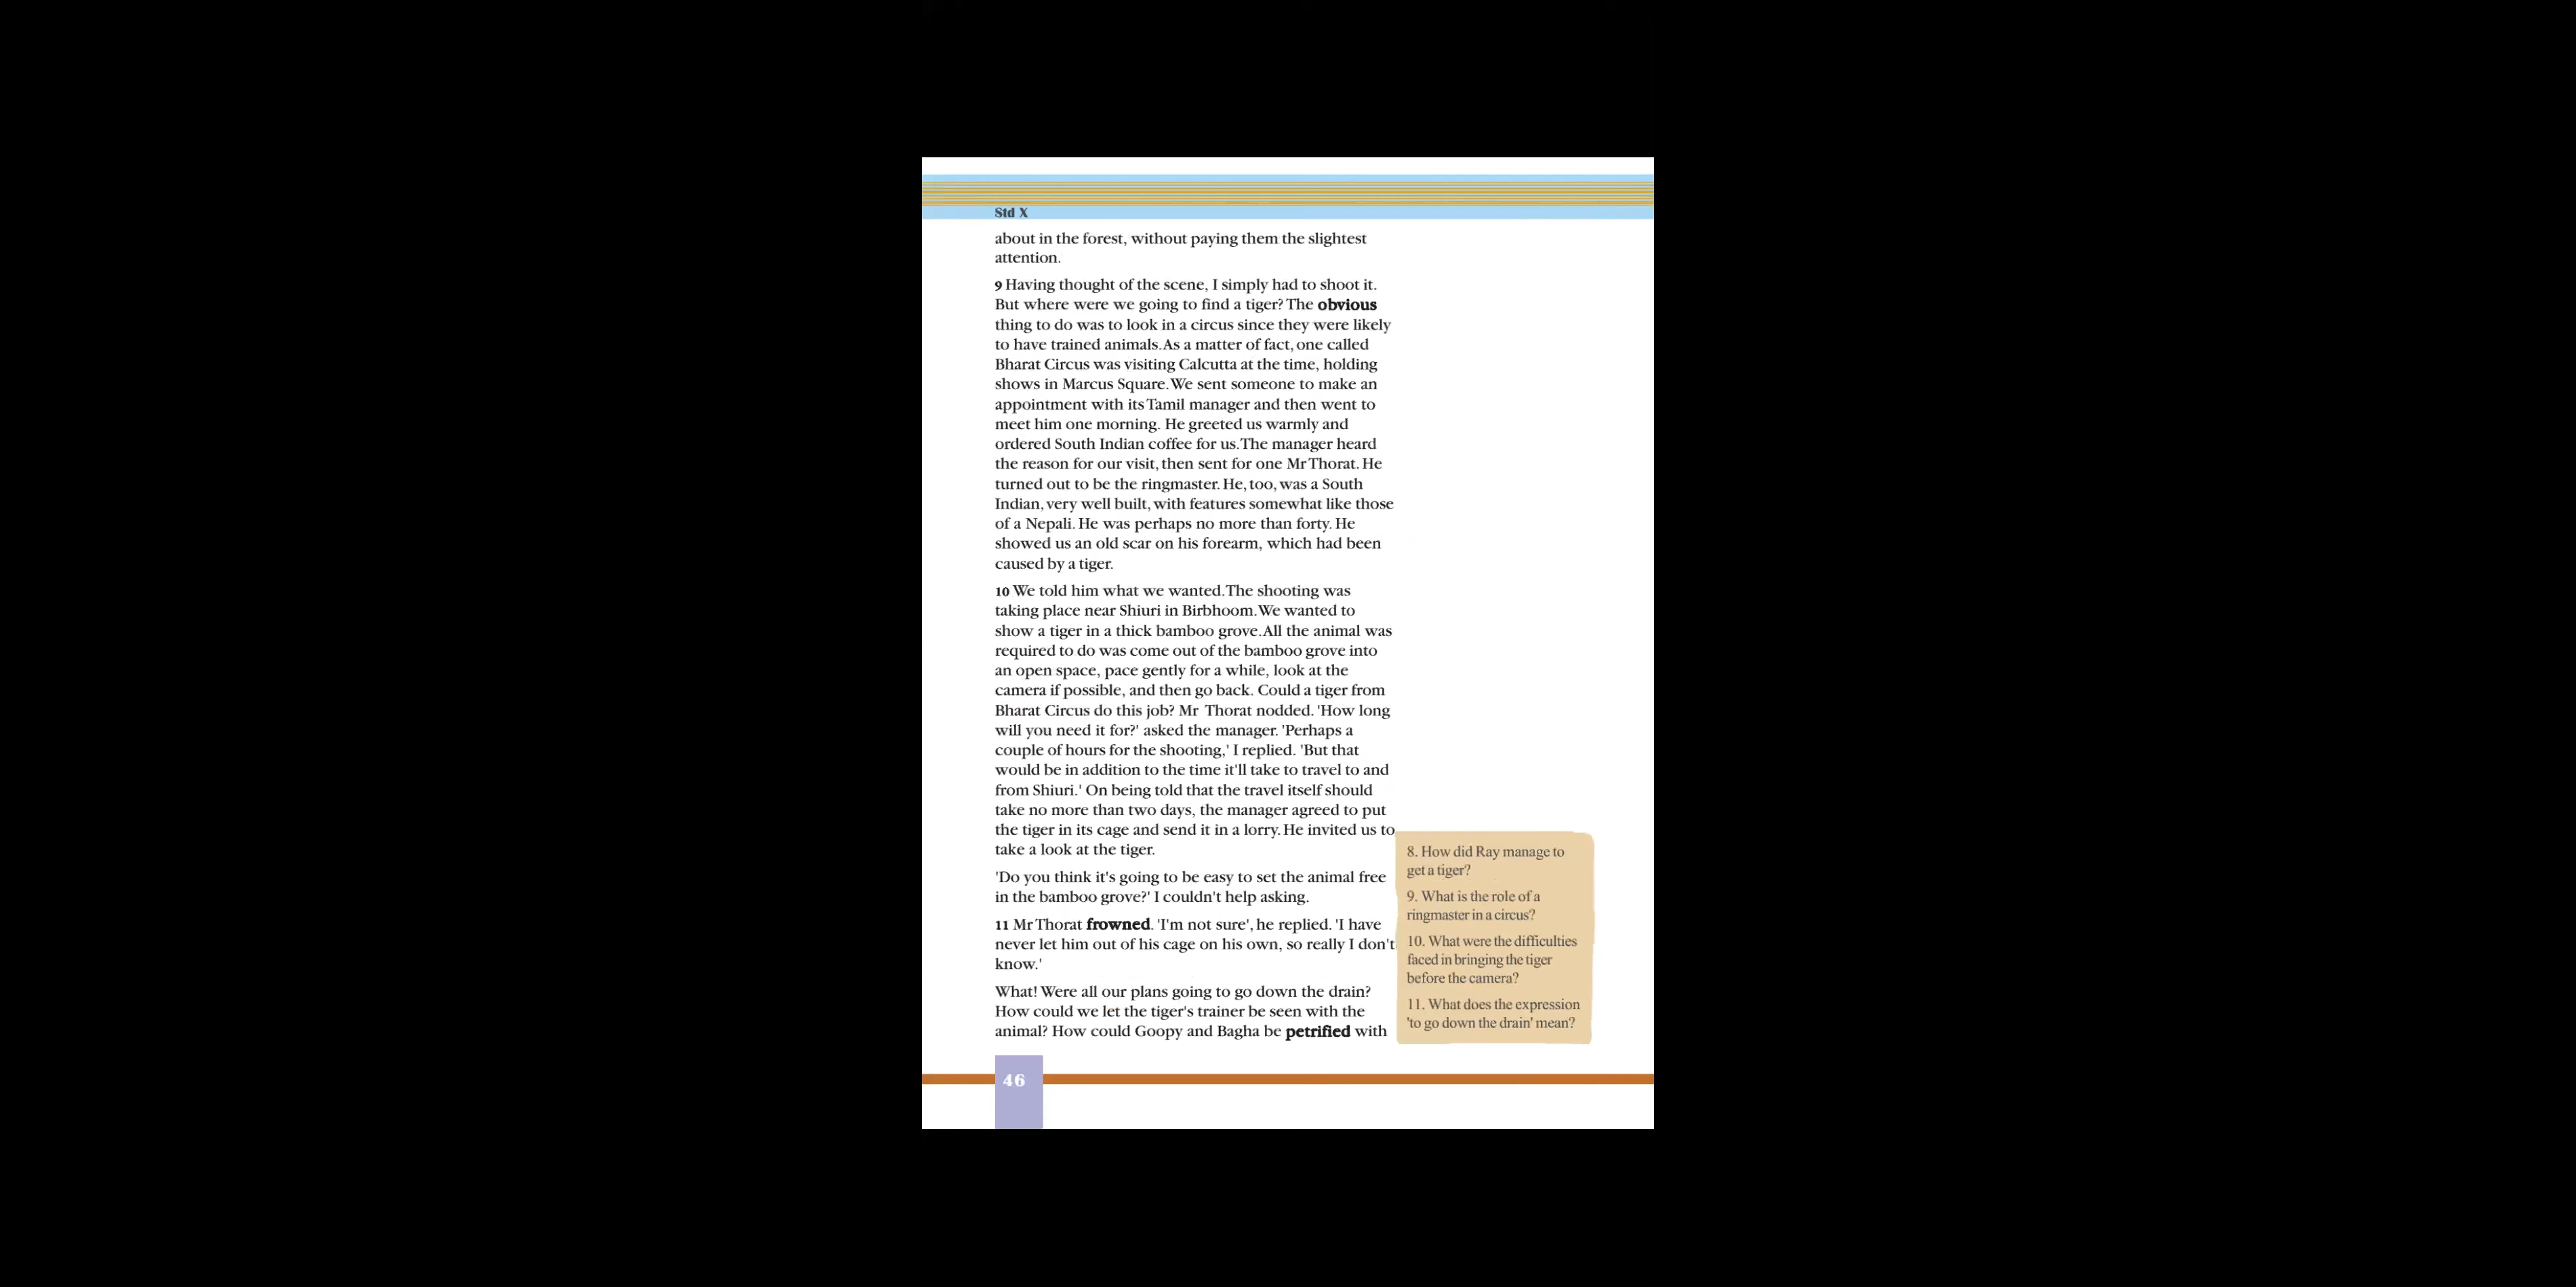 Std X
about in the forest, without paying them the slightest
attention.
9 Having thought of the scene, I simply had to shoot it.
But where were we going to find a tiger? The obvious
thing to do was to look in a circus since they were likely
to have trained animals. As a matter of fact, one called
Bharat Circus was visiting Calcutta at the time, holding
shows in Marcus Square. We sent someone to make an
appointment with its Tamil manager and then went to
meet him one morning. He greeted us warmly and
ordered South Indian coffee for us. The manager heard
the reason for our visit, then sent for one Mr Thorat. He
turned out to be the ringmaster. He, too, was a South
Indian, very well built, with features somewhat like those
of a Nepali. He was perhaps no more than forty. He
showed us an old scar on his forearm, which had been
caused by a tiger.
10 We told him what we wanted. The shooting was
taking place near Shiuri in Birbhoom. We wanted to
show a tiger in a thick bamboo grove. All the animal was
required to do was come out of the bamboo grove into
an open space, pace gently for a while, look at the
camera if possible, and then go back. Could a tiger from
Bharat Circus do this job? Mr Thorat nodded. 'How long
will you need it for?' asked the manager. 'Perhaps a
couple of hours for the shooting,' I replied. 'But that
would be in addition to the time it'll take to travel to and
from Shiuri.' On being told that the travel itself should
take no more than two days, the manager agreed to put
the tiger in its cage and send it in a lorry. He invited us to
take a look at the tiger.
'Do you think it's going to be easy to set the animal free
in the bamboo grove?' I couldn't help asking.
11 Mr Thorat frowned. 'I'm not sure', he replied. 'I have
never let him out of his cage on his own, so really I don't
know.'
What! Were all our plans going to go down the drain?
How could we let the tiger's trainer be seen with the
animal? How could Goopy and Bagha be petrified with
8. How did Ray manage to
get a tiger?
9. What is the role of a
ringmaster in a circus?
10. What were the difficulties
faced in bringing the tiger
before the camera?
11. What does the expression
'to go down the drain' mean?
46